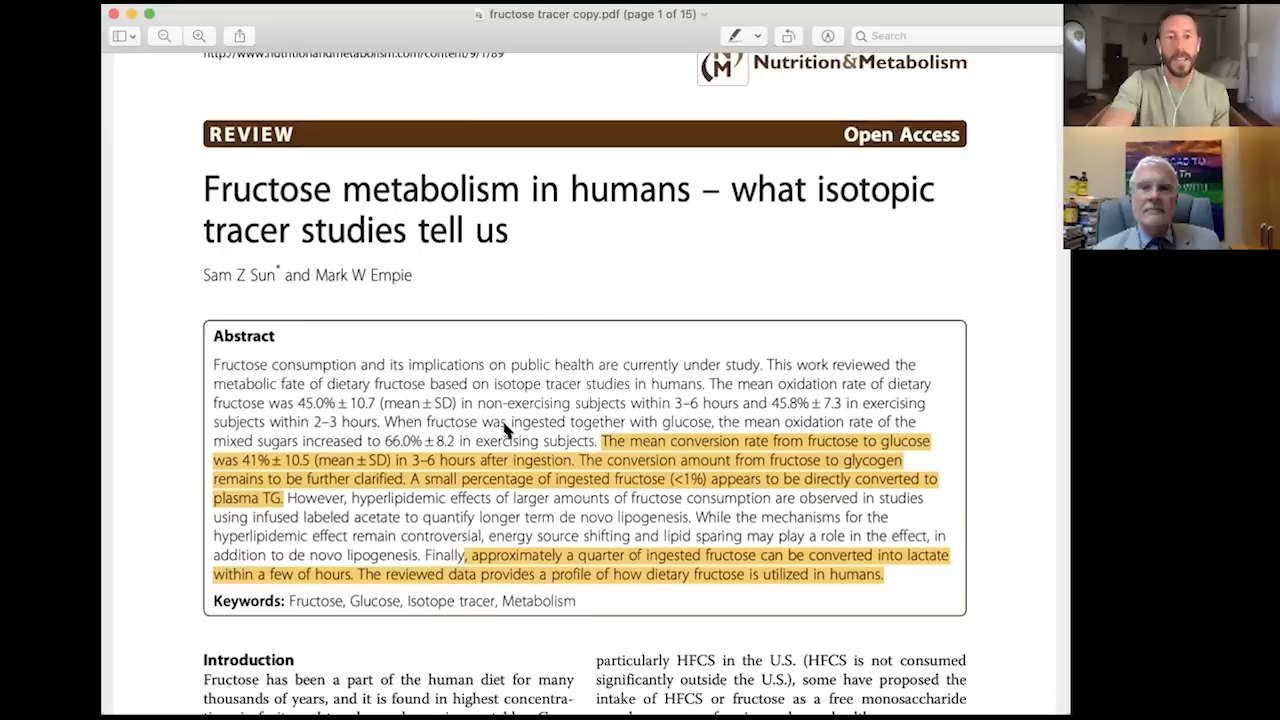 fructose tracer copy.pdf (page 1 of 15)
Search
http://www.nutritionandmetabolism.com/content/9/1/89
Nutrition&Metabolism
REVIEW
Open Access
Fructose metabolism in humans – what isotopic
tracer studies tell us
Sam Z Sun* and Mark W Empie
Abstract
Fructose consumption and its implications on public health are currently under study. This work reviewed the
metabolic fate of dietary fructose based on isotope tracer studies in humans. The mean oxidation rate of dietary
fructose was 45.0% ± 10.7 (mean ± SD) in non-exercising subjects within 3–6 hours and 45.8% ± 7.3 in exercising
subjects within 2–3 hours. When fructose was ingested together with glucose, the mean oxidation rate of the
mixed sugars increased to 66.0% ± 8.2 in exercising subjects. The mean conversion rate from fructose to glucose
was 41% ± 10.5 (mean ± SD) in 3–6 hours after ingestion. The conversion amount from fructose to glycogen
remains to be further clarified. A small percentage of ingested fructose (<1%) appears to be directly converted to
plasma TG. However, hyperlipidemic effects of larger amounts of fructose consumption are observed in studies
using infused labeled acetate to quantify longer term de novo lipogenesis. While the mechanisms for the
hyperlipidemic effect remain controversial, energy source shifting and lipid sparing may play a role in the effect, in
addition to de novo lipogenesis. Finally, approximately a quarter of ingested fructose can be converted into lactate
within a few of hours. The reviewed data provides a profile of how dietary fructose is utilized in humans.
Keywords: Fructose, Glucose, Isotope tracer, Metabolism
Introduction
Fructose has been a part of the human diet for many
thousands of years, and it is found in highest concentra-
particularly HFCS in the U.S. (HFCS is not consumed
significantly outside the U.S.), some have proposed the
intake of HFCS or fructose as a free monosaccharide